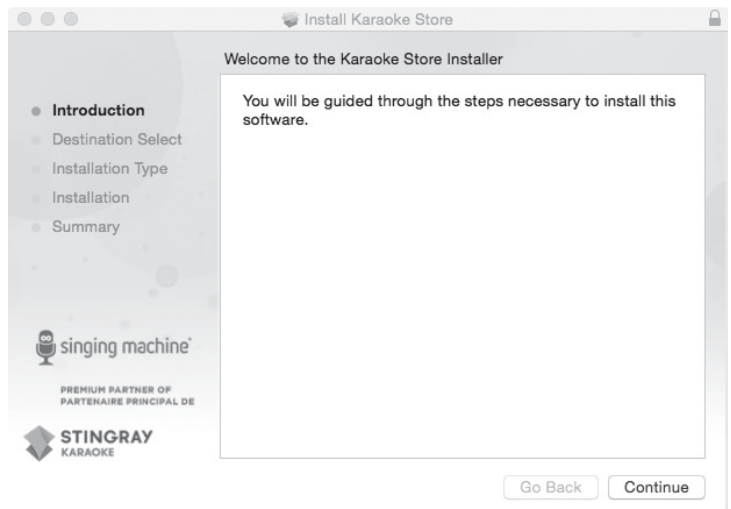 Install Karaoke Store
Welcome to the Karaoke Store Installer
Introduction
Destination Select
Installation Type
Installation
Summary
You will be guided through the steps necessary to install this
software.
singing machine
PREMIUM PARTNER OF
PARTENAIRE PRINCIPAL DE
STINGRAY
KARAOKE
Go Back
Continue